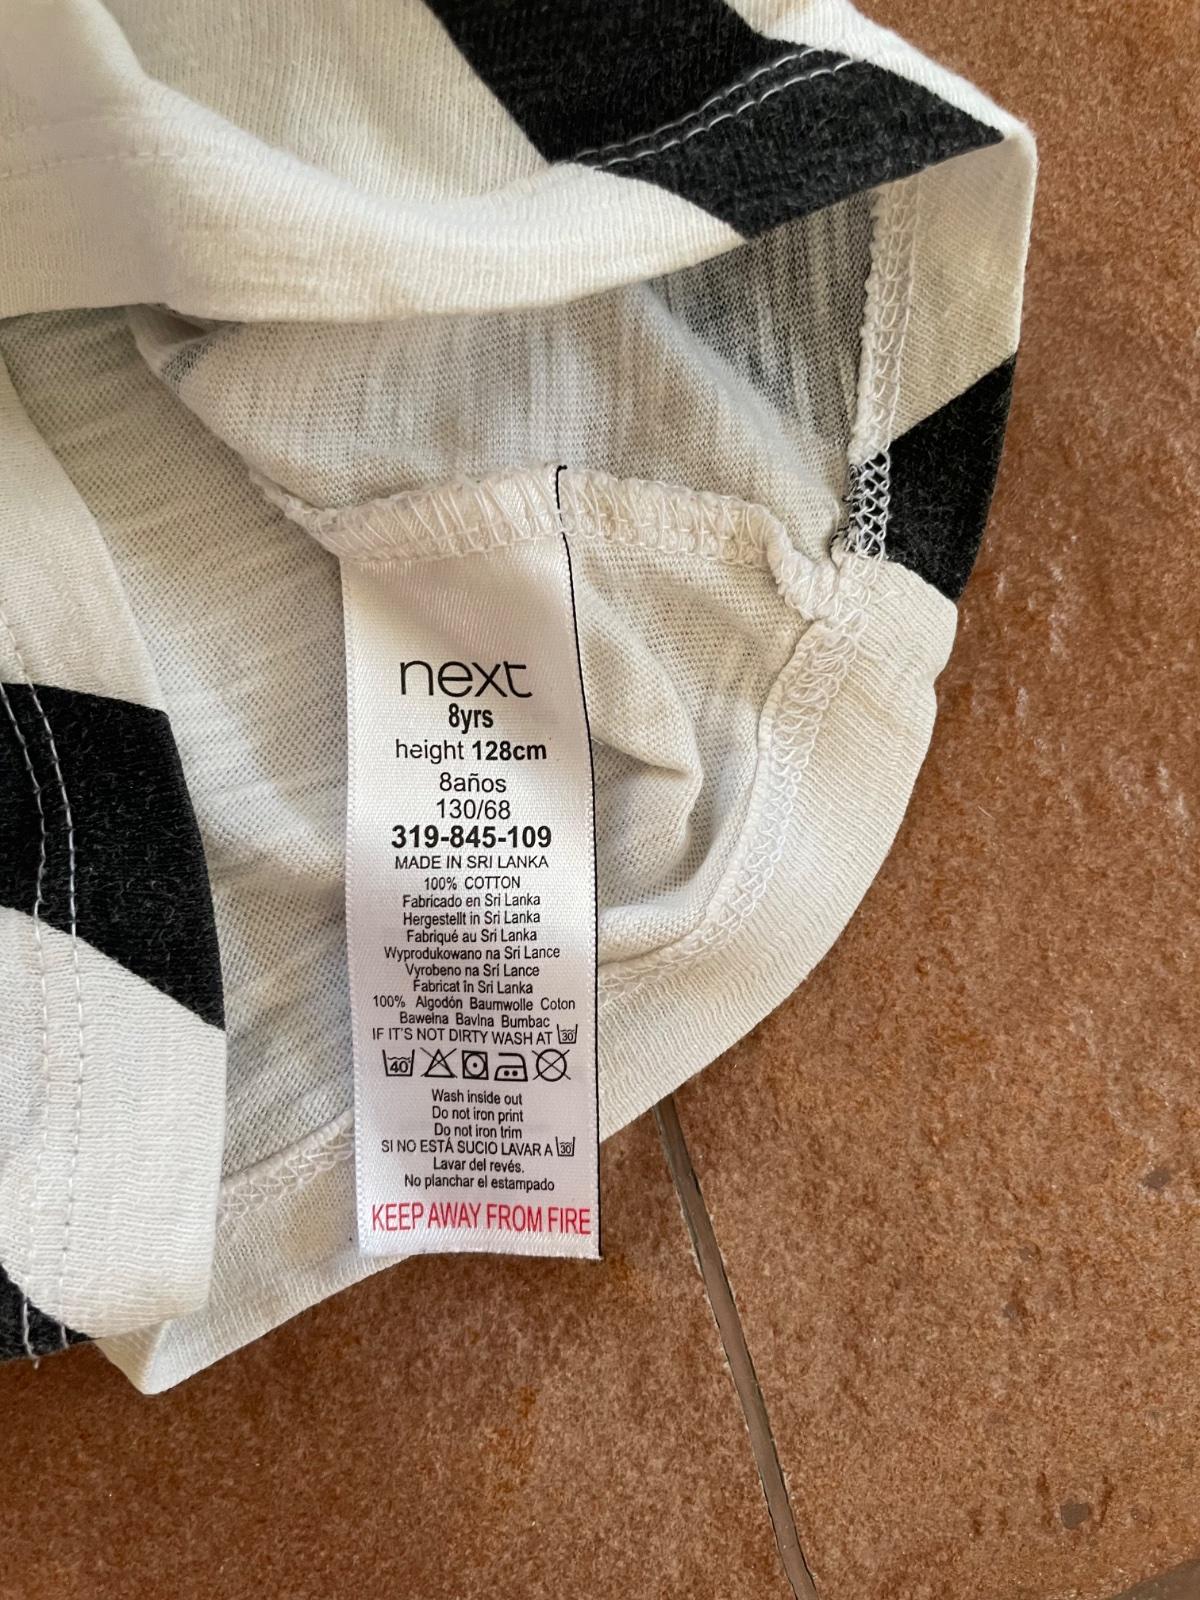 next
8yrs
height 128cm
8años
130/68
319-845-109
MADE IN SRI LANKA
100% COTTON
Fabricado en Sri Lanka
Hergestellt in Sri Lanka
Fabriqué au Sri Lanka
Wyprodukowano na Sri Lance
Vyrobeno na Srí Lance
Fabricat în Sri Lanka
100% Algodón Baumwolle Coton
Bawełna Bavlna Bumbac
IF IT'S NOT DIRTY WASH AT 30
40
Wash inside out
Do not iron print
Do not iron trim
SI NO ESTÁ SUCIO LAVAR A 30
Lavar del revés.
No planchar el estampado
KEEP AWAY FROM FIRE